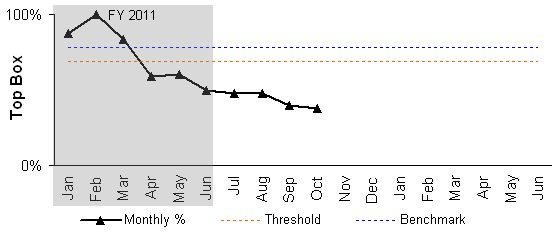 100%
FY 2011
Top Box
0%
Jan Feb Mar Apr May Jun Jul Aug Sep Oct Nov Dec Jan Feb Mar Apr May Jun
Monthly % Threshold Benchmark